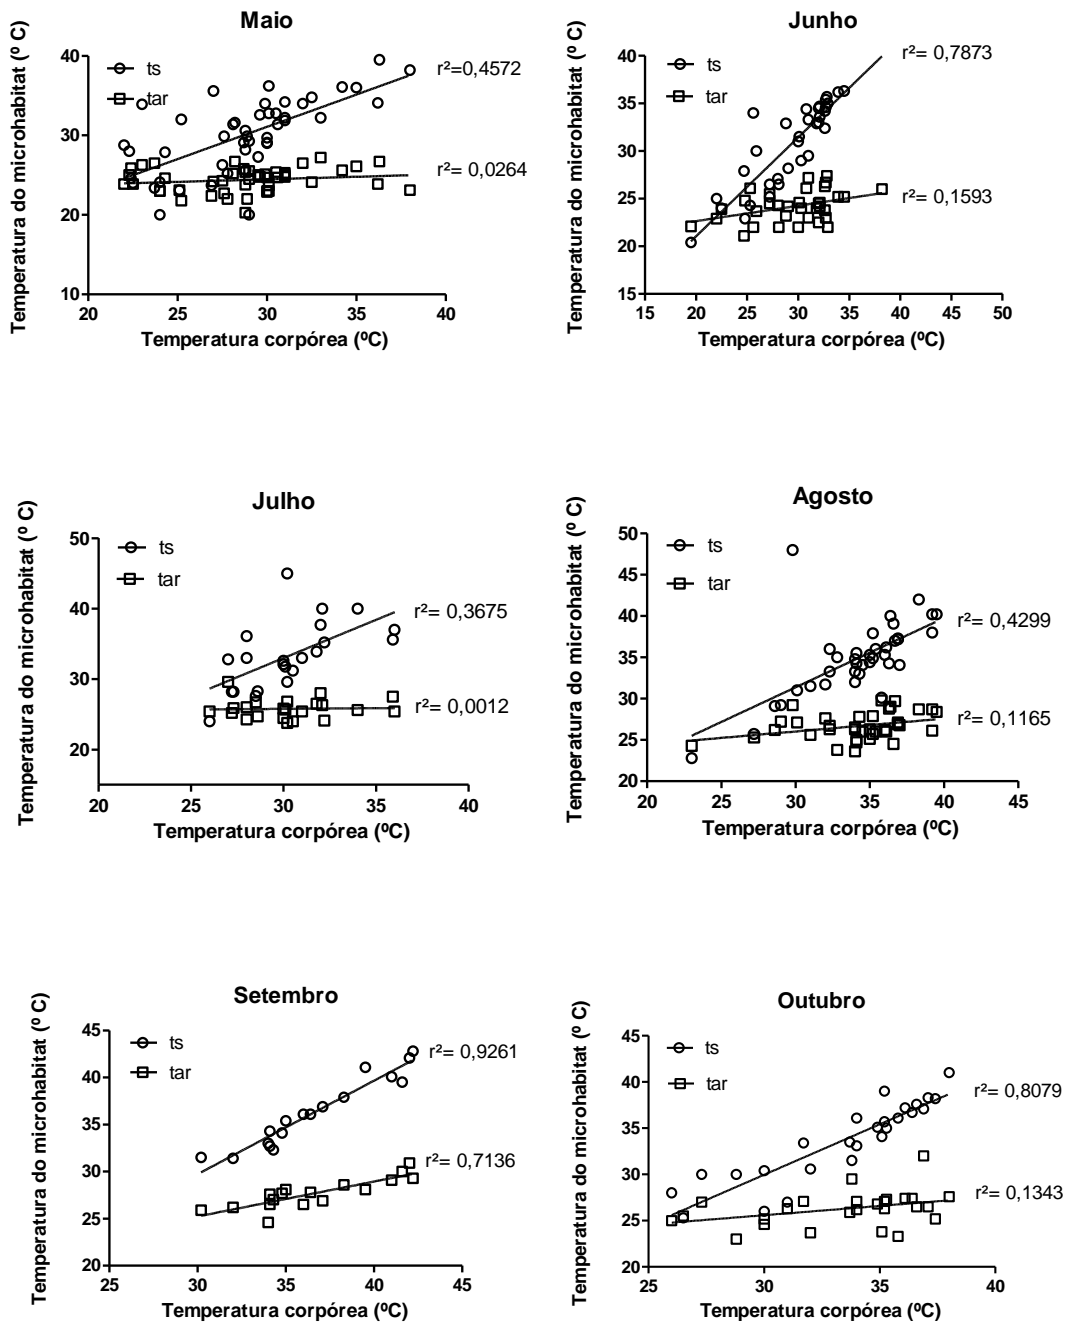 Maio
Temperatura do microhabitat (º C)
40
30
20
10
ts
tar
r²=0,4572
r²= 0,0264
20 25 30 35 40
Temperatura corpórea (ºC)
Junho
Temperatura do microhabitat (º C)
40
35
30
25
20
15
ts
tar
r²= 0,7873
r²= 0,1593
15 20 25 30 35 40 45 50
Temperatura corpórea (ºC)
Julho
Temperatura do microhabitat (º C)
50
40
30
20
ts
tar
r²= 0,3675
r²= 0,0012
20 25 30 35 40
Temperatura corpórea (ºC)
Agosto
Temperatura do microhabitat (º C)
50
45
40
35
30
25
20
ts
tar
r²= 0,4299
r²= 0,1165
20 25 30 35 40 45
Temperatura corpórea (ºC)
Setembro
Temperatura do microhabitat (º C)
45
40
35
30
25
20
ts
tar
r²= 0,9261
r²= 0,7136
25 30 35 40 45
Temperatura corpórea (ºC)
Outubro
Temperatura do microhabitat (º C)
45
40
35
30
25
20
ts
tar
r²= 0,8079
r²= 0,1343
25 30 35 40
Temperatura corpórea (ºC)